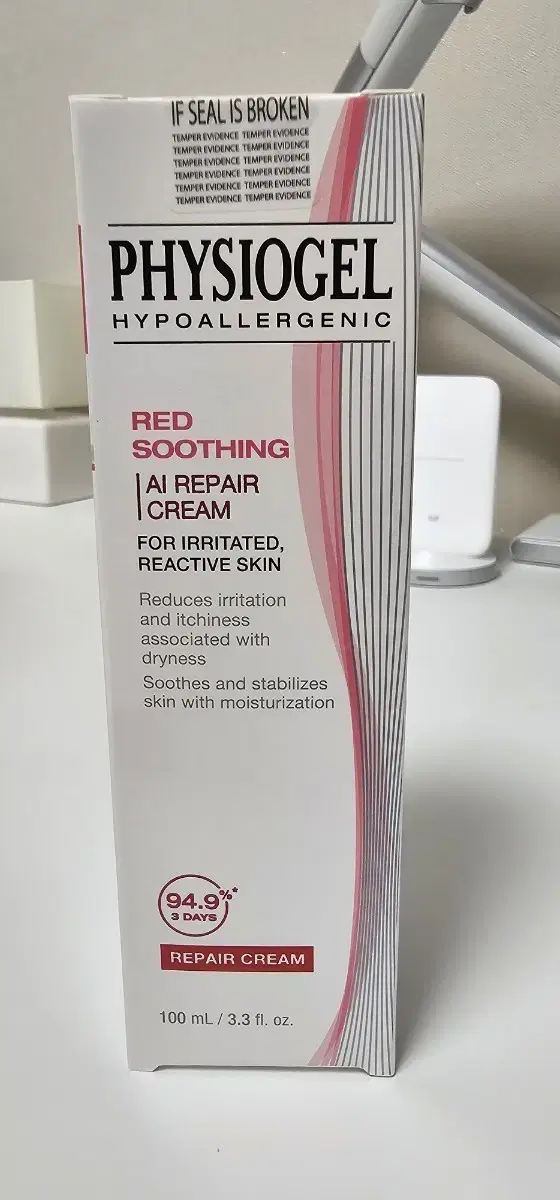 IF SEAL IS BROKEN
TEMPER EVIDENCE TEMPER EVIDENCE
TEMPER EVIDENCE TEMPER EVIDENCE
TEMPER EVIDENCE TEMPER EVIDENCE
TEMPER EVIDENCE TEMPER EVIDENCE
TEMPER EVIDENCE TEMPER EVIDENCE
TEMPER EVIDENCE TEMPER EVIDENCE
PHYSIOGEL
HYPOALLERGENIC
RED
SOOTHING
AI REPAIR
CREAM
FOR IRRITATED,
REACTIVE SKIN
Reduces irritation
and itchiness
associated with
dryness
Soothes and stabilizes
skin with moisturization
94.9%*
3 DAYS
REPAIR CREAM
100 mL / 3.3 fl. oz.